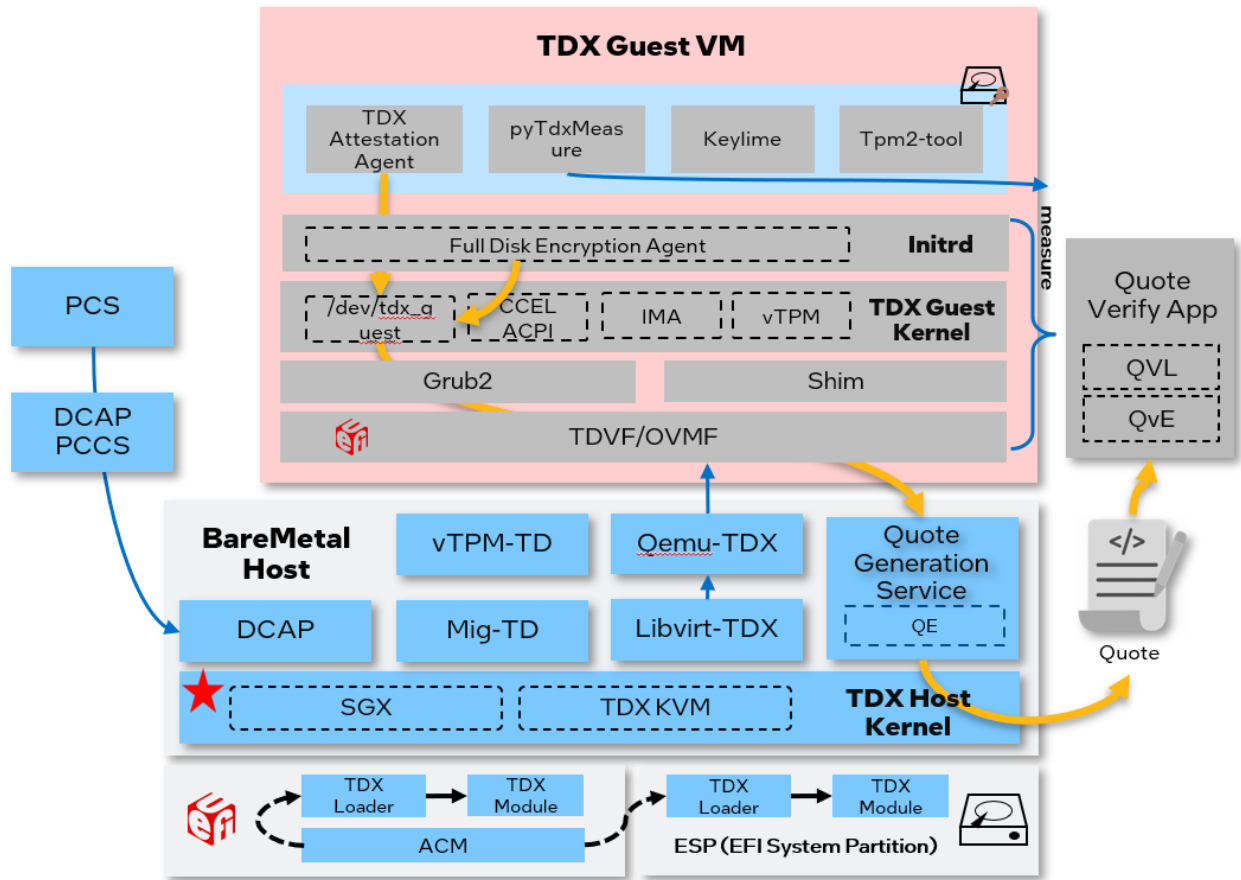 TDX Guest VM
TDX
Attestation
Agent
pyTdxMeas
ure
Keylime
Tpm2-tool
measure
Full Disk Encryption Agent
Initrd
/dev/tdx_g
uest
CCEL
ACPI
IMA
vTPM
TDX Guest
Kernel
Grub2
Shim
UEFI
TDVF/OVMF
PCS
DCAP
PCCS
Quote
Verify App
QVL
QvE
BareMetal
Host
vTPM-TD
Qemu-TDX
Quote
Generation
Service
QE
DCAP
Mig-TD
Libvirt-TDX
</>
Quote
SGX
TDX KVM
TDX Host
Kernel
UEFI
TDX
Loader
TDX
Module
ACM
TDX
Loader
TDX
Module
ESP (EFI System Partition)